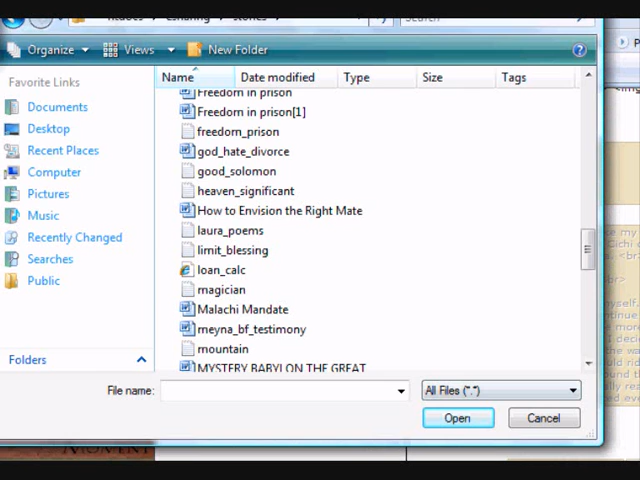 Organize Views New Folder
Name Date modified Type Size Tags
Favorite Links
Documents
Desktop
Recent Places
Computer
Pictures
Music
Recently Changed
Searches
Public
Folders
Freedom in prison
Freedom in prison[1]
freedom_prison
god_hate_divorce
good_solomon
heaven_significant
How to Envision the Right Mate
laura_poems
limit_blessing
loan_calc
magician
Malachi Mandate
meyna_bf_testimony
mountain
MYSTERY BABYLON THE GREAT
File name: All Files (*.*)
Open Cancel
MOMENT